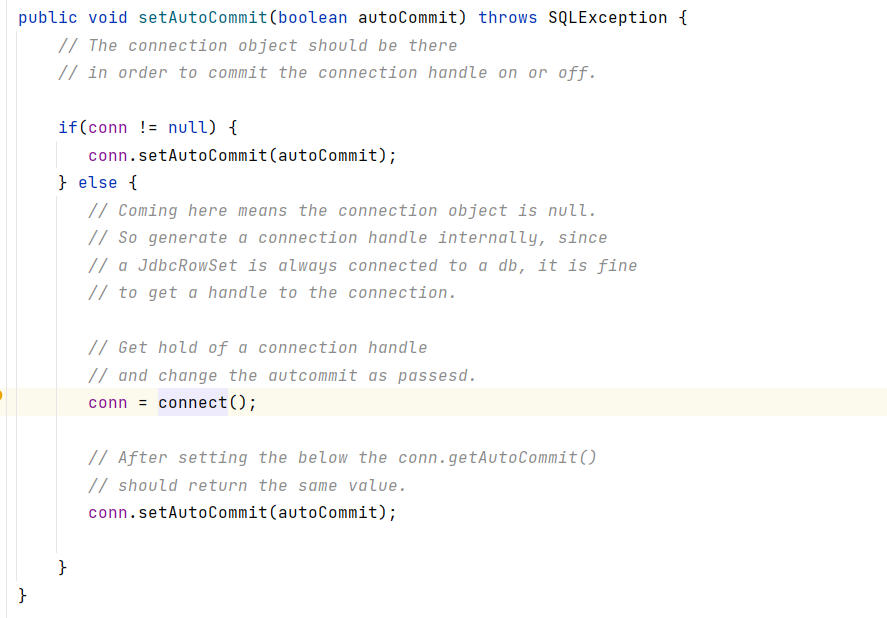 public void setAutoCommit(boolean autoCommit) throws SQLException {
// The connection object should be there
// in order to commit the connection handle on or off.
if(conn != null) {
conn.setAutoCommit(autoCommit);
} else {
// Coming here means the connection object is null.
// So generate a connection handle internally, since
// a JdbcRowSet is always connected to a db, it is fine
// to get a handle to the connection.
// Get hold of a connection handle
// and change the autcommit as passesd.
conn = connect();
// After setting the below the conn.getAutoCommit()
// should return the same value.
conn.setAutoCommit(autoCommit);
}
}